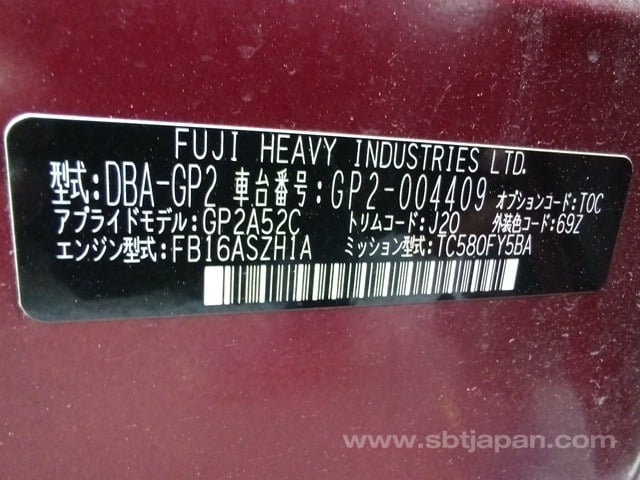 FUJI HEAVY INDUSTRIES LTD.
型式:DBA-GP2 車台番号:GP2-004409 オプションコード:TOC
アプライドモデル:GP2A52C トリムコード:J20 外装色コード:69Z
エンジン型式:FB16ASZH1A ミッション型式:TC580FY5BA
www.sbtjapan.com